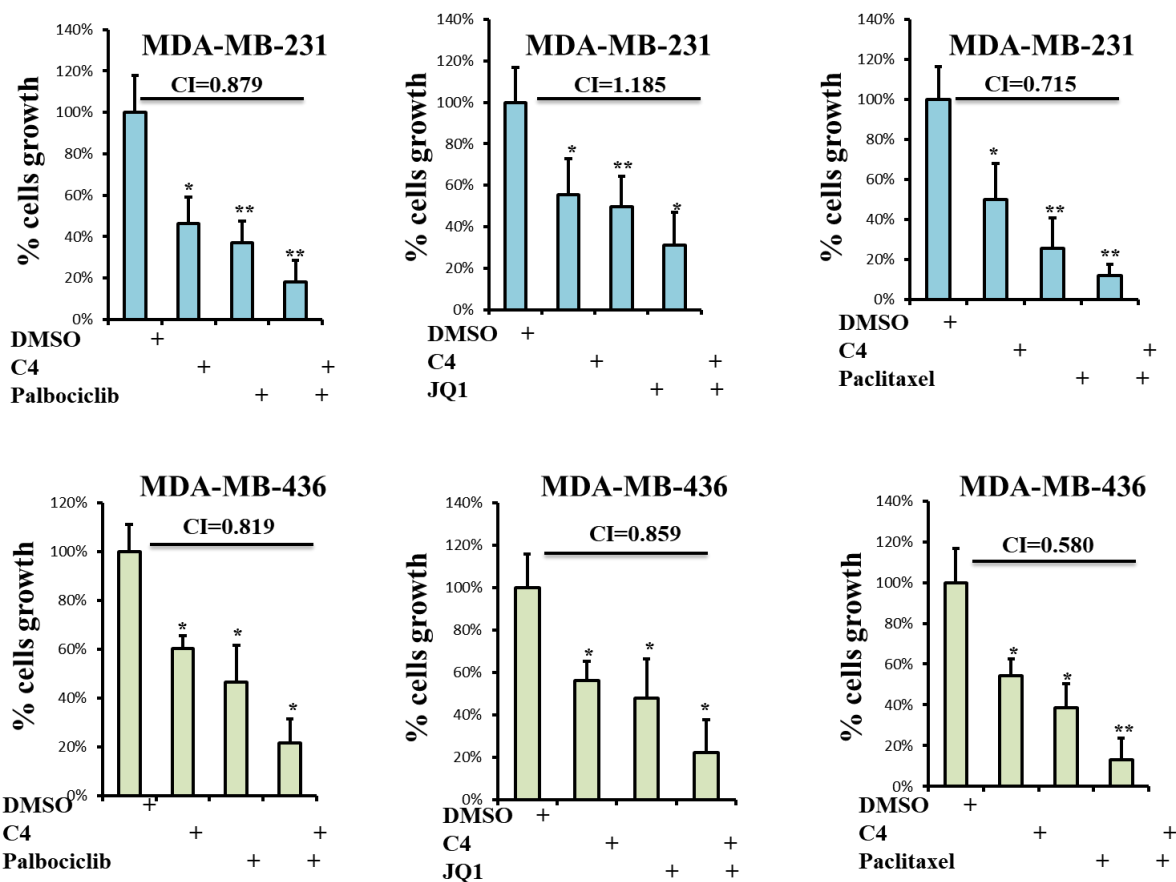 MDA-MB-231
CI=0.879
% cells growth
140%
120%
100%
80%
60%
40%
20%
0%
*
**
**
DMSO +
C4 + +
Palbociclib + +
MDA-MB-231
CI=1.185
% cells growth
140%
120%
100%
80%
60%
40%
20%
0%
*
**
*
DMSO +
C4 + +
JQ1 + +
MDA-MB-231
CI=0.715
% cells growth
140%
120%
100%
80%
60%
40%
20%
0%
*
**
**
DMSO +
C4 + +
Paclitaxel + +
MDA-MB-436
CI=0.819
% cells growth
120%
100%
80%
60%
40%
20%
0%
*
*
*
DMSO +
C4 + +
Palbociclib + +
MDA-MB-436
CI=0.859
% cells growth
140%
120%
100%
80%
60%
40%
20%
0%
*
*
*
DMSO +
C4 + +
JQ1 + +
MDA-MB-436
CI=0.580
% cells growth
140%
120%
100%
80%
60%
40%
20%
0%
*
*
**
DMSO +
C4 + +
Paclitaxel + +